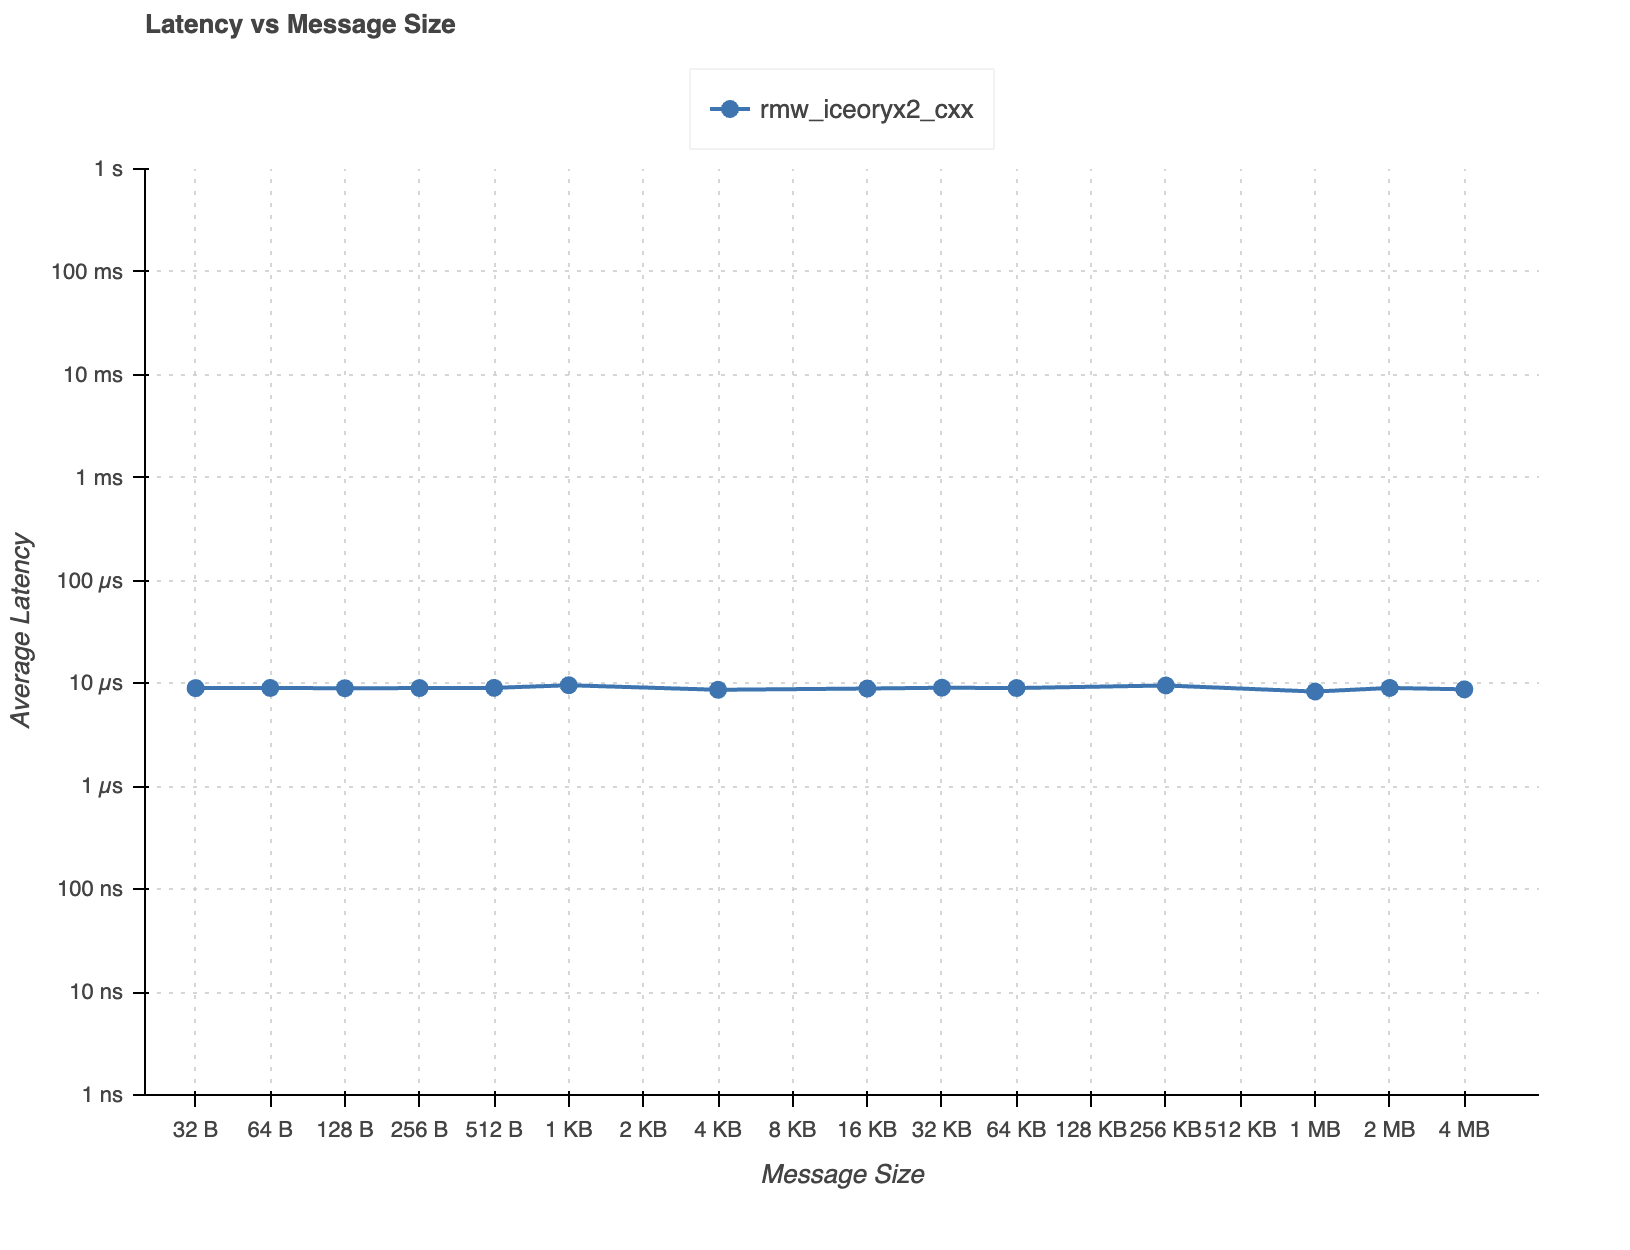 Latency vs Message Size
rmw_iceoryx2_cxx
1 s
100 ms
10 ms
1 ms
100 µs
10 µs
1 µs
100 ns
10 ns
1 ns
Average Latency
32 B 64 B 128 B 256 B 512 B 1 KB 2 KB 4 KB 8 KB 16 KB 32 KB 64 KB 128 KB 256 KB 512 KB 1 MB 2 MB 4 MB
Message Size